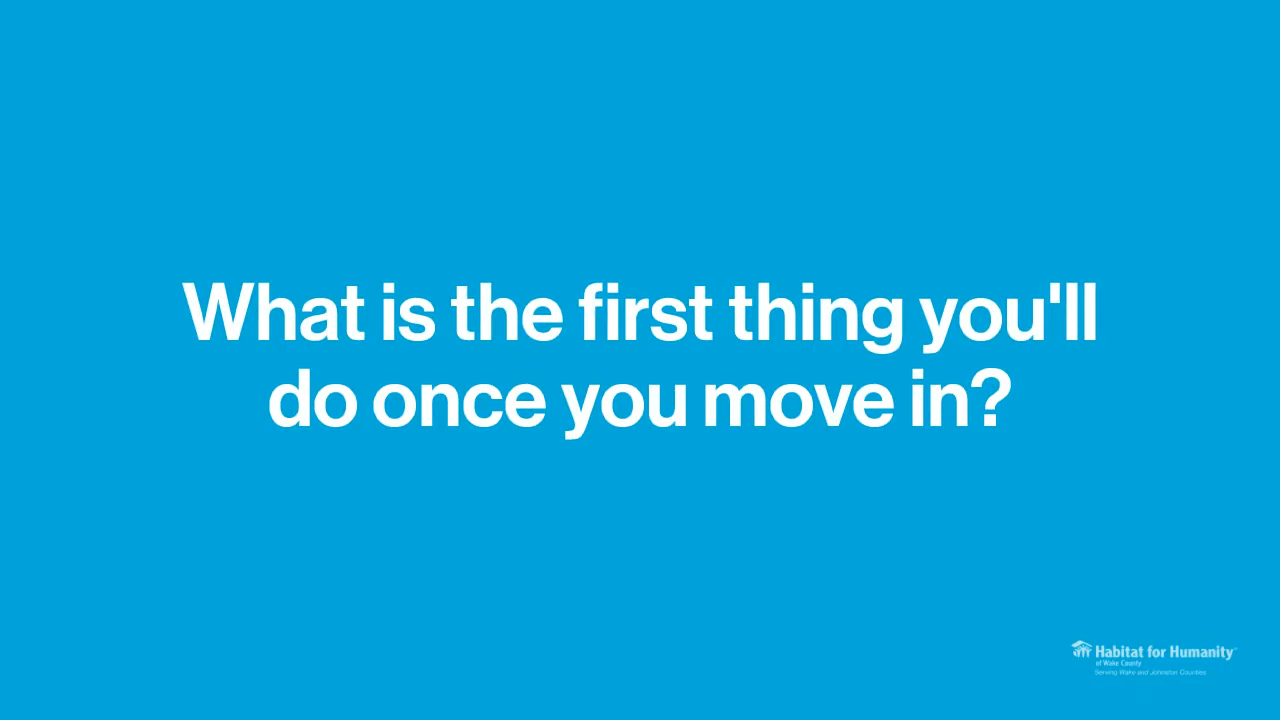 What is the first thing you'll
do once you move in?
Habitat for Humanity
of Wake County
Serving Wake and Johnston Counties